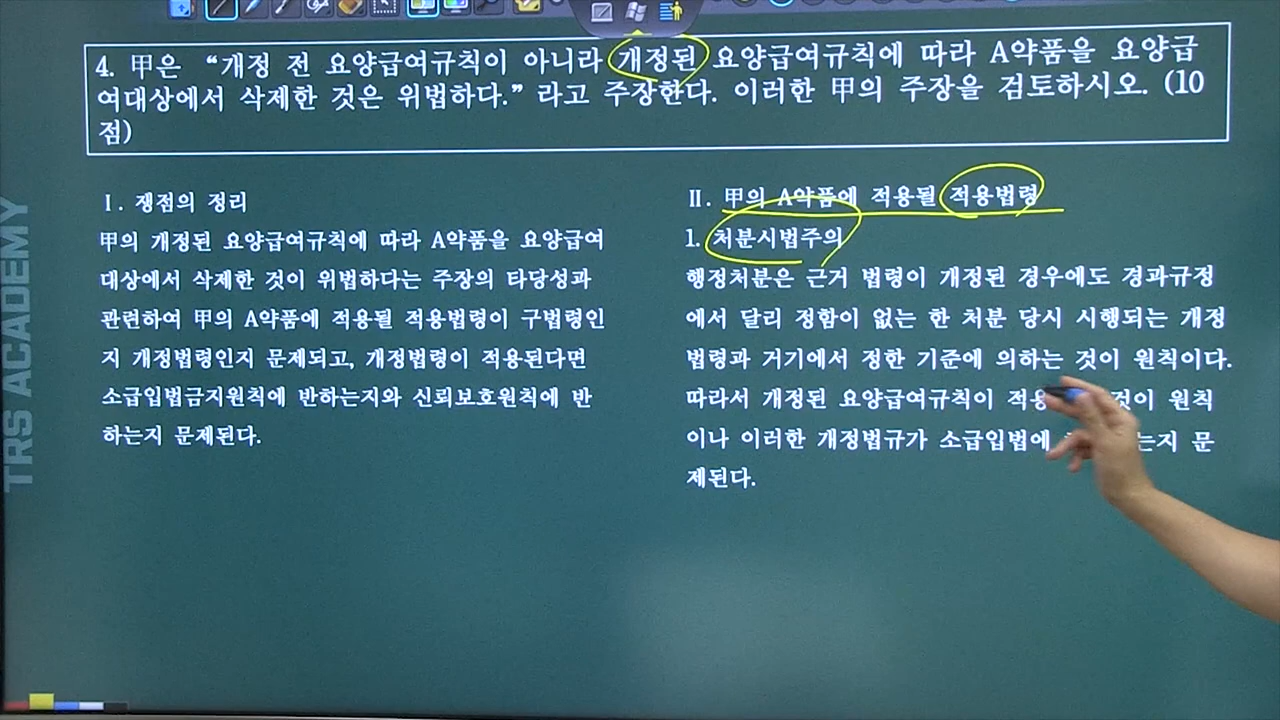 4. 甲은 “개정 전 요양급여규칙이 아니라 개정된 요양급여규칙에 따라 A약품을 요양급
여대상에서 삭제한 것은 위법하다.” 라고 주장한다. 이러한 甲의 주장을 검토하시오. (10
점)
Ⅰ. 쟁점의 정리
甲의 개정된 요양급여규칙에 따라 A약품을 요양급여
대상에서 삭제한 것이 위법하다는 주장의 타당성과
관련하여 甲의 A약품에 적용될 적용법령이 구법령인
지 개정법령인지 문제되고, 개정법령이 적용된다면
소급입법금지원칙에 반하는지와 신뢰보호원칙에 반
하는지 문제된다.
Ⅱ. 甲의 A약품에 적용될 적용법령
1. 처분시법주의
행정처분은 근거 법령이 개정된 경우에도 경과규정
에서 달리 정함이 없는 한 처분 당시 시행되는 개정
법령과 거기에서 정한 기준에 의하는 것이 원칙이다.
따라서 개정된 요양급여규칙이 적용 것이 원칙
이나 이러한 개정법규가 소급입법에 는지 문
제된다.
TRS ACADEMY